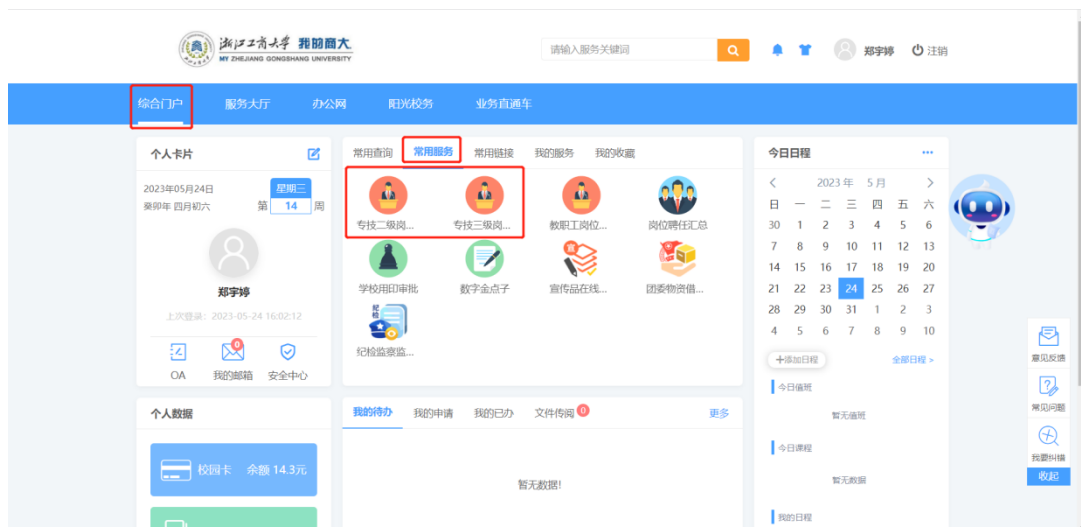 浙江工商大学 我的商大
MY ZHEJIANG GONGSHANG UNIVERSITY
请输入服务关键词
郑宇婷
注销
综合门户 服务大厅 办公网 阳光校务 业务直通车
个人卡片
2023年05月24日
星期三
癸卯年 四月初六
第 14 周
郑宇婷
上次登录：2023-05-24 16:02:12
OA 我的邮箱 安全中心
个人数据
校园卡 余额 14.3元
常用查询 常用服务 常用链接 我的服务 我的收藏
专技二级岗... 专技三级岗... 教职工岗位... 岗位聘任汇总
学校用印审批 数字金点子 宣传品在线... 团委物资借...
宣
纪检
纪检监察监...
我的待办 我的申请 我的已办 文件传阅 0 更多
暂无数据!
今日日程 •••
< 2023 年 5 月 >
日 一 二 三 四 五 六
30 1 2 3 4 5 6
7 8 9 10 11 12 13
14 15 16 17 18 19 20
21 22 23 24 25 26 27
28 29 30 31 1 2 3
4 5 6 7 8 9 10
+添加日程 全部日程 >
今日值班
暂无值班
今日课程
暂无数据
我的日程
意见反馈
常见问题
我要纠错
收起